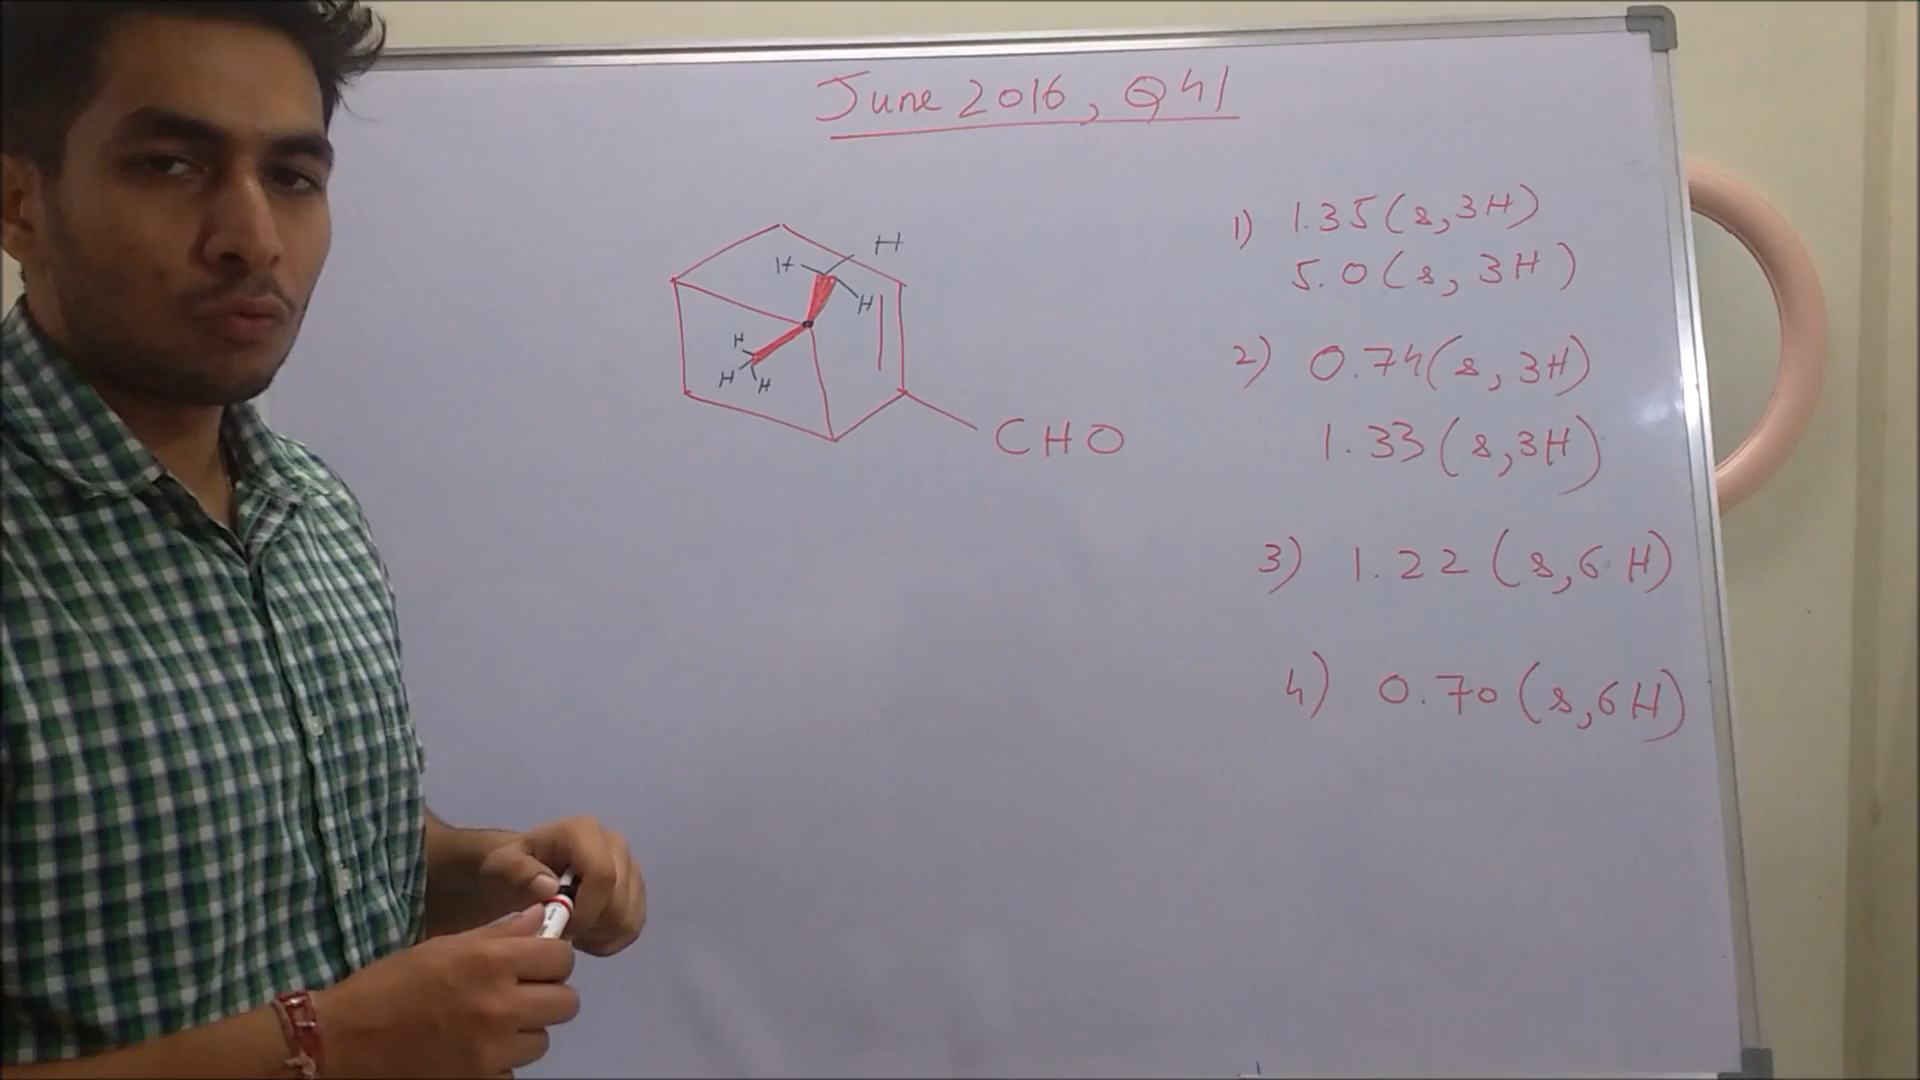 June 2016, Q41
H
H
H
H
H
H
CHO
1) 1.35 (s, 3H)
5.0 (s, 3H)
2) 0.74 (s, 3H)
1.33 (s, 3H)
3) 1.22 (s, 6H)
4) 0.70 (s, 6H)